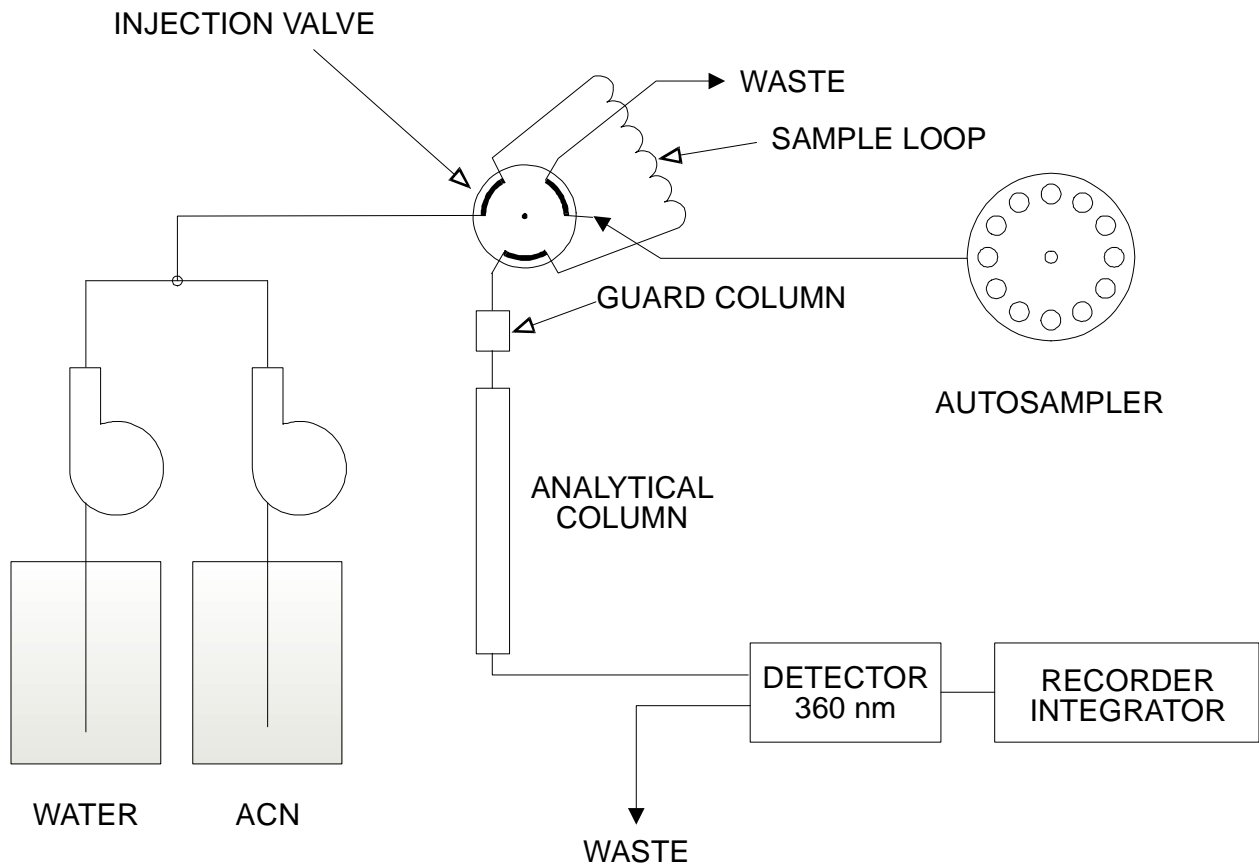 INJECTION VALVE
WASTE
SAMPLE LOOP
GUARD COLUMN
AUTOSAMPLER
ANALYTICAL
COLUMN
DETECTOR
360 nm
RECORDER
INTEGRATOR
WATER
ACN
WASTE